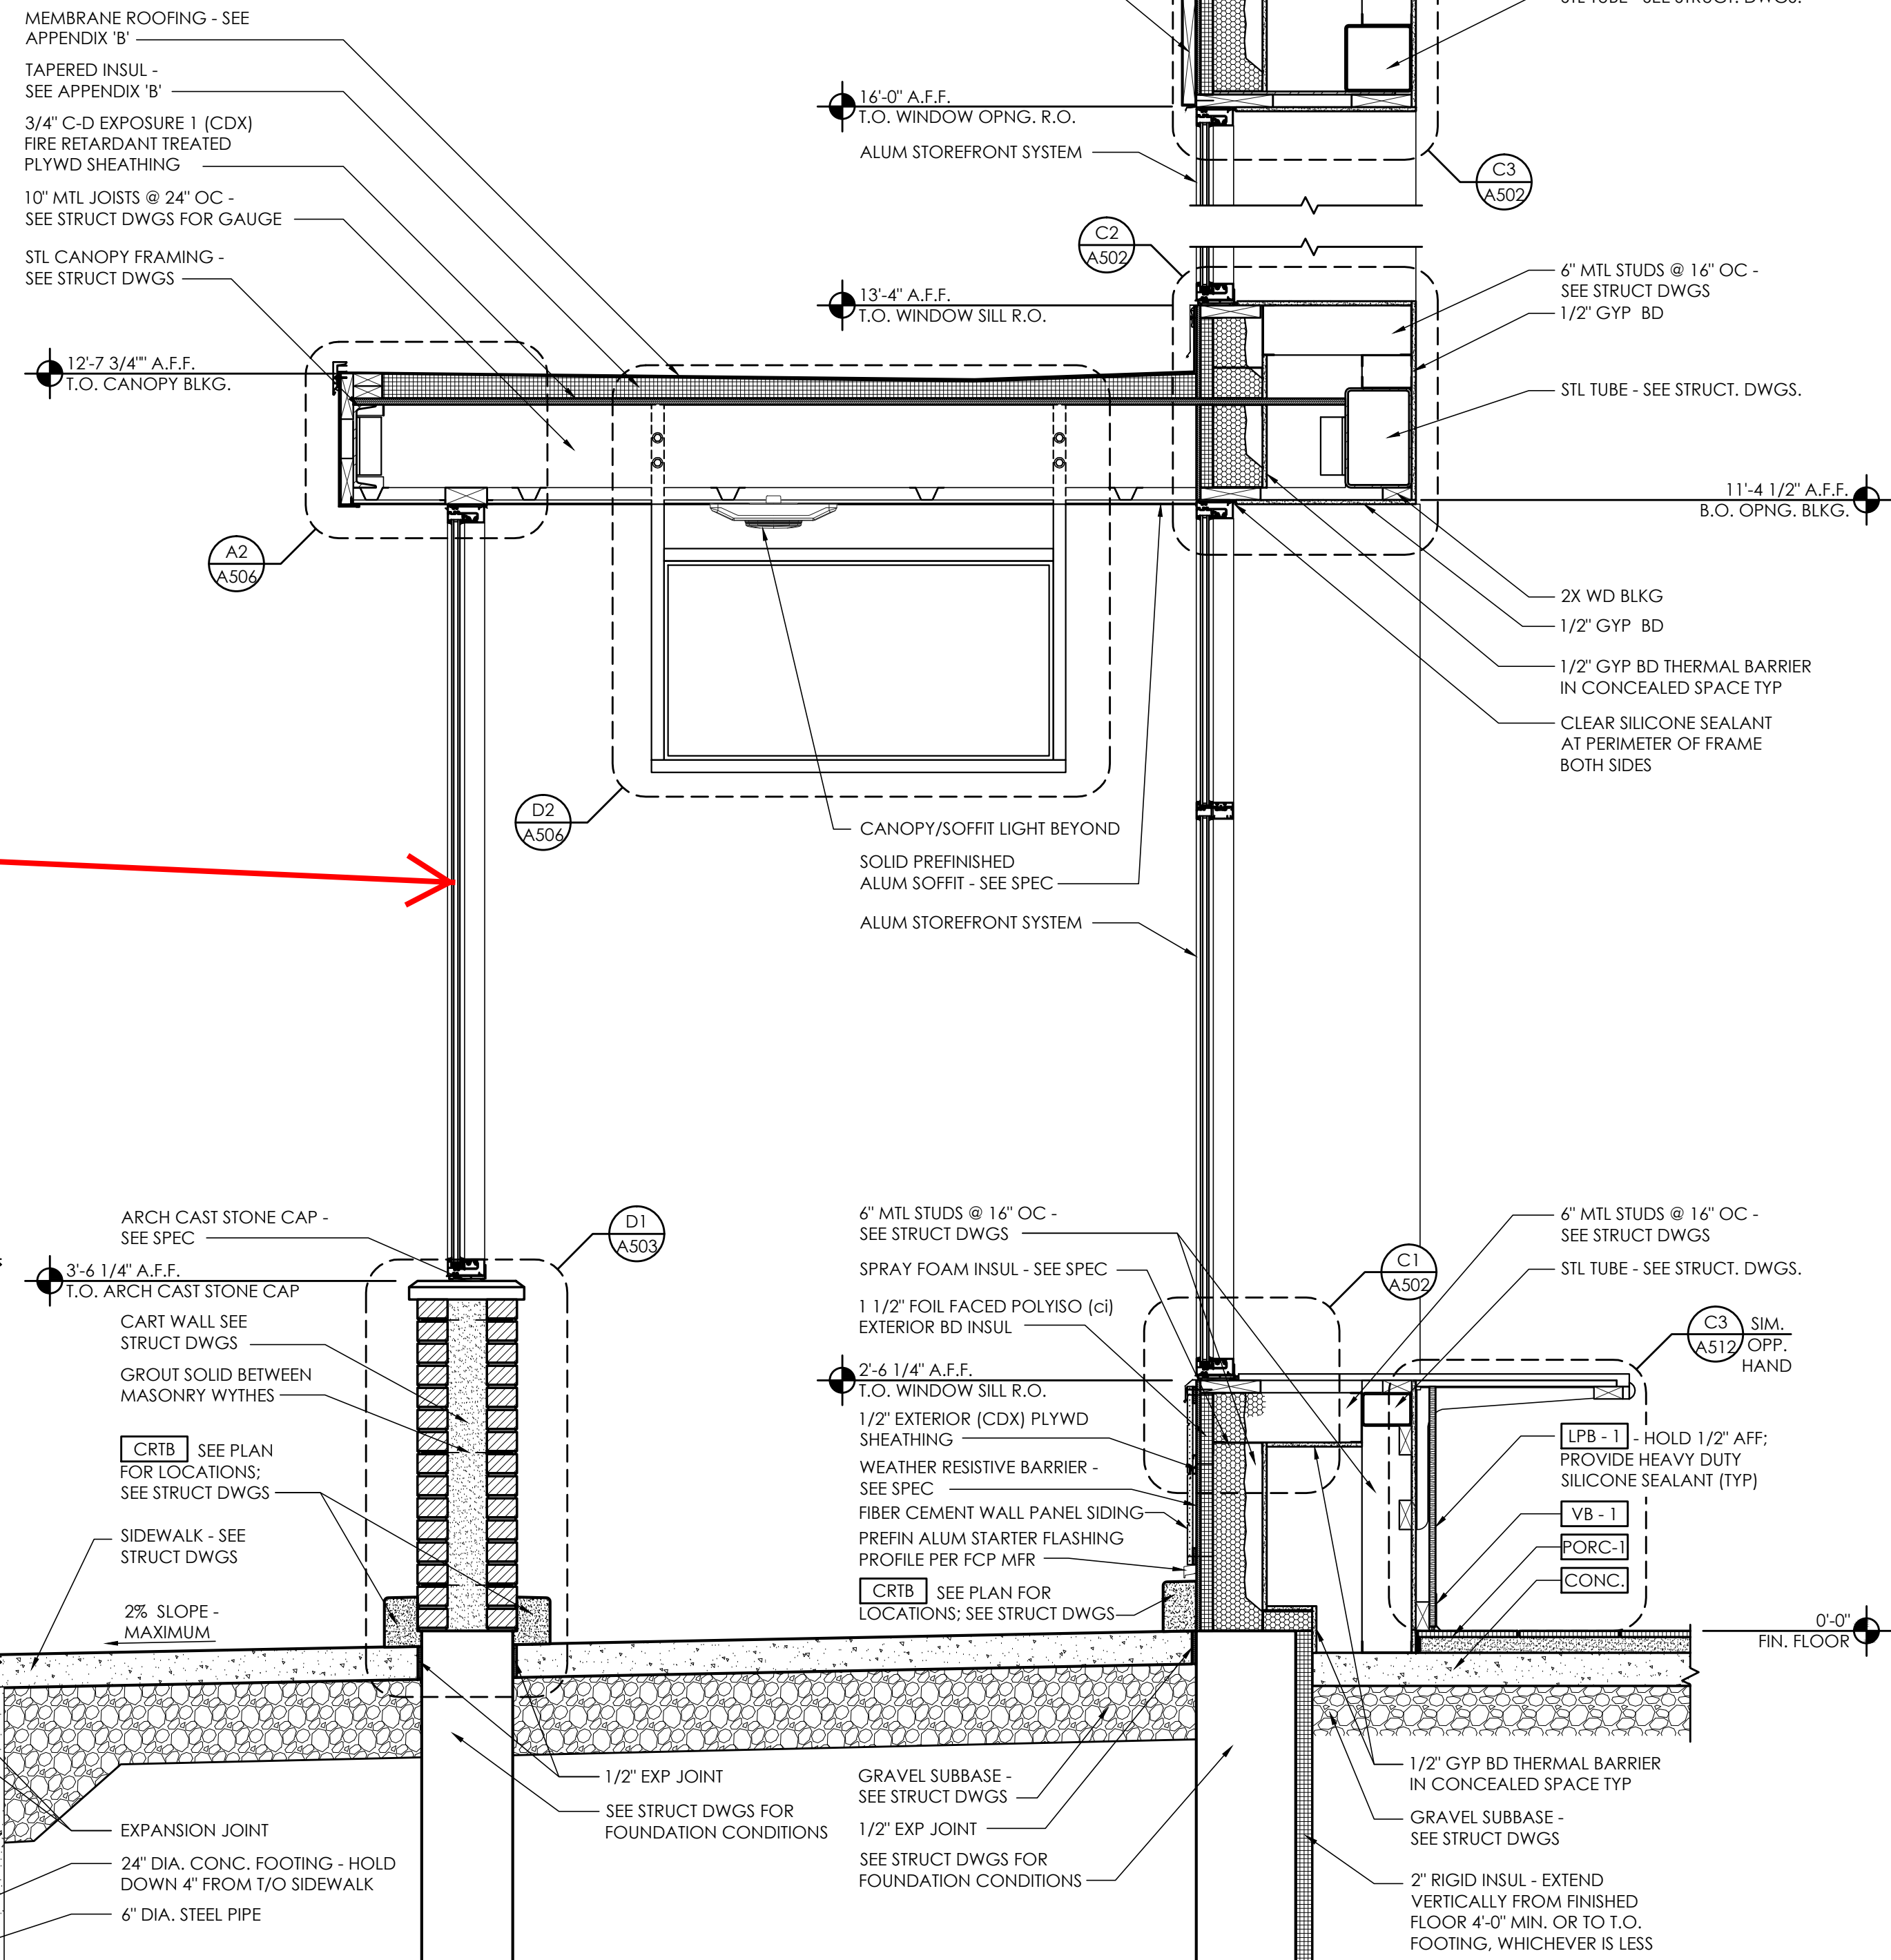 MEMBRANE ROOFING - SEE
APPENDIX 'B'
TAPERED INSUL -
SEE APPENDIX 'B'
3/4" C-D EXPOSURE 1 (CDX)
FIRE RETARDANT TREATED
PLYWD SHEATHING
10" MTL JOISTS @ 24" OC -
SEE STRUCT DWGS FOR GAUGE
STL CANOPY FRAMING -
SEE STRUCT DWGS
12'-7 3/4"" A.F.F.
T.O. CANOPY BLKG.
A2
A506
STL TUBE - SEE STRUCT. DWGS.
16'-0" A.F.F.
T.O. WINDOW OPNG. R.O.
ALUM STOREFRONT SYSTEM
C3
A502
C2
A502
13'-4" A.F.F.
T.O. WINDOW SILL R.O.
6" MTL STUDS @ 16" OC -
SEE STRUCT DWGS
1/2" GYP BD
STL TUBE - SEE STRUCT. DWGS.
11'-4 1/2" A.F.F.
B.O. OPNG. BLKG.
2X WD BLKG
1/2" GYP BD
1/2" GYP BD THERMAL BARRIER
IN CONCEALED SPACE TYP
CLEAR SILICONE SEALANT
AT PERIMETER OF FRAME
BOTH SIDES
D2
A506
CANOPY/SOFFIT LIGHT BEYOND
SOLID PREFINISHED
ALUM SOFFIT - SEE SPEC
ALUM STOREFRONT SYSTEM
ARCH CAST STONE CAP -
SEE SPEC
D1
A503
3'-6 1/4" A.F.F.
T.O. ARCH CAST STONE CAP
CART WALL SEE
STRUCT DWGS
GROUT SOLID BETWEEN
MASONRY WYTHES
CRTB SEE PLAN
FOR LOCATIONS;
SEE STRUCT DWGS
SIDEWALK - SEE
STRUCT DWGS
2% SLOPE -
MAXIMUM
6" MTL STUDS @ 16" OC -
SEE STRUCT DWGS
SPRAY FOAM INSUL - SEE SPEC
1 1/2" FOIL FACED POLYISO (ci)
EXTERIOR BD INSUL
C1
A502
2'-6 1/4" A.F.F.
T.O. WINDOW SILL R.O.
1/2" EXTERIOR (CDX) PLYWD
SHEATHING
WEATHER RESISTIVE BARRIER -
SEE SPEC
FIBER CEMENT WALL PANEL SIDING
PREFIN ALUM STARTER FLASHING
PROFILE PER FCP MFR
CRTB SEE PLAN FOR
LOCATIONS; SEE STRUCT DWGS
6" MTL STUDS @ 16" OC -
SEE STRUCT DWGS
STL TUBE - SEE STRUCT. DWGS.
C3
A512
SIM.
OPP.
HAND
LPB - 1 - HOLD 1/2" AFF;
PROVIDE HEAVY DUTY
SILICONE SEALANT (TYP)
VB - 1
PORC-1
CONC.
0'-0"
FIN. FLOOR
EXPANSION JOINT
24" DIA. CONC. FOOTING - HOLD
DOWN 4" FROM T/O SIDEWALK
6" DIA. STEEL PIPE
1/2" EXP JOINT
SEE STRUCT DWGS FOR
FOUNDATION CONDITIONS
GRAVEL SUBBASE -
SEE STRUCT DWGS
1/2" EXP JOINT
SEE STRUCT DWGS FOR
FOUNDATION CONDITIONS
1/2" GYP BD THERMAL BARRIER
IN CONCEALED SPACE TYP
GRAVEL SUBBASE -
SEE STRUCT DWGS
2" RIGID INSUL - EXTEND
VERTICALLY FROM FINISHED
FLOOR 4'-0" MIN. OR TO T.O.
FOOTING, WHICHEVER IS LESS